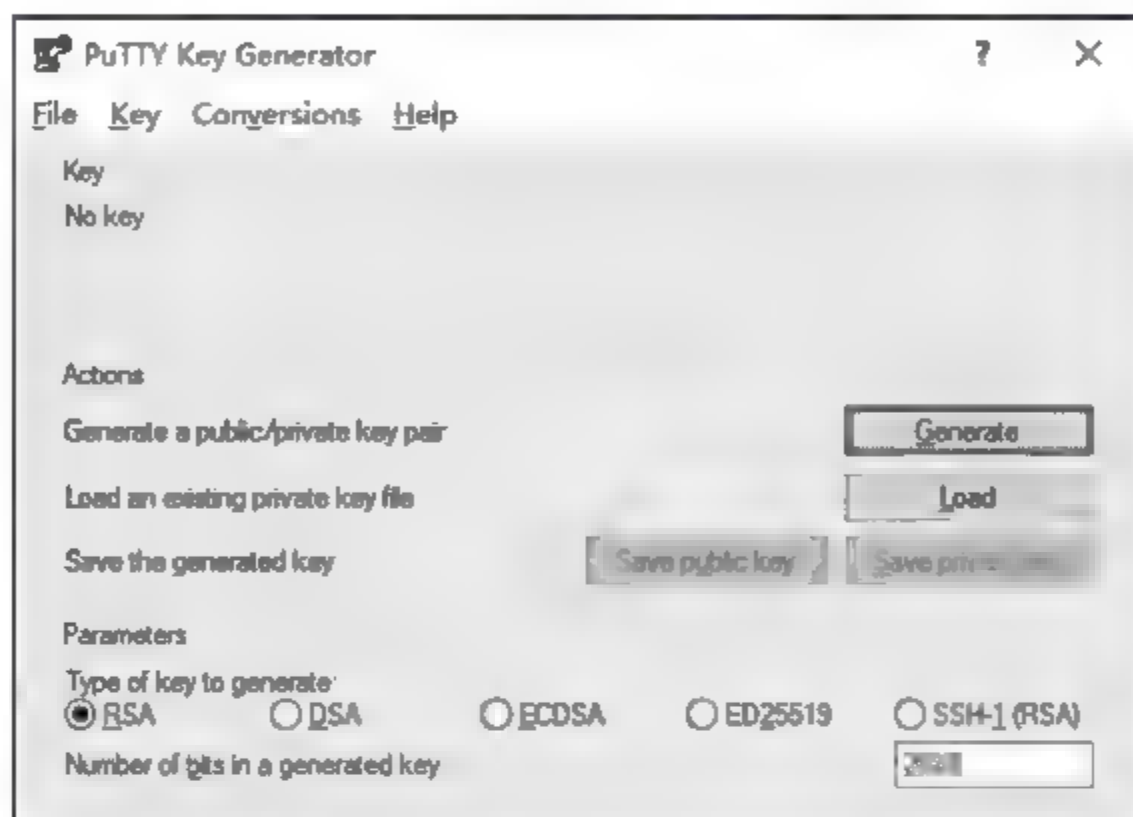 PuTTY Key Generator ? ×
File Key Conversions Help
Key
No key
Actions
Generate a public/private key pair Generate
Load an existing private key file Load
Save the generated key Save public key Save
Parameters
Type of key to generate:
RSA DSA ECDSA ED25519 SSH-1 (RSA)
Number of bits in a generated key